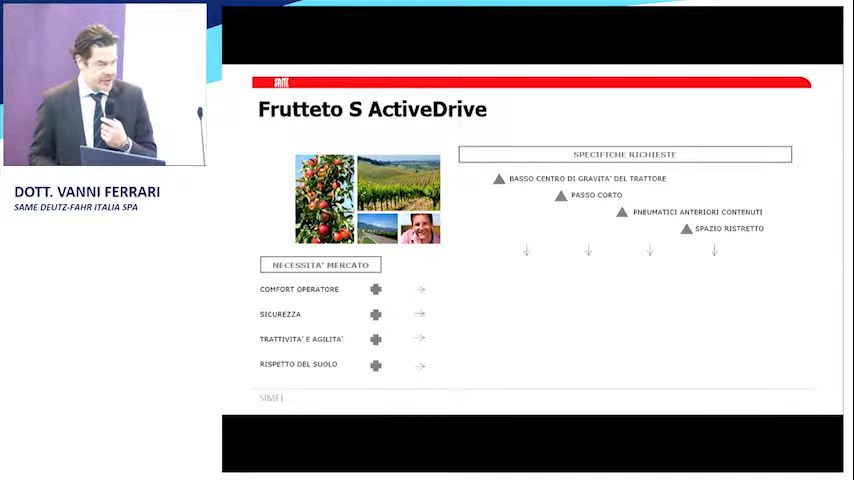 DOTT. VANNI FERRARI
SAME DEUTZ-FAHR ITALIA SPA
SAME
Frutteto S ActiveDrive
SPECIFICHE RICHIESTE
BASSO CENTRO DI GRAVITA' DEL TRATTORE
PASSO CORTO
PNEUMATICI ANTERIORI CONTENUTI
SPAZIO RISTRETTO
NECESSITA' MERCATO
COMFORT OPERATORE
SICUREZZA
TRATTIVITA' E AGILITA'
RISPETTO DEL SUOLO
SIMEI